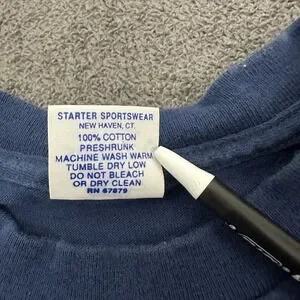 STARTER SPORTSWEAR
NEW HAVEN, CT.
100% COTTON
PRESHRUNK
MACHINE WASH WARM
TUMBLE DRY LOW
DO NOT BLEACH
OR DRY CLEAN
RN 67879